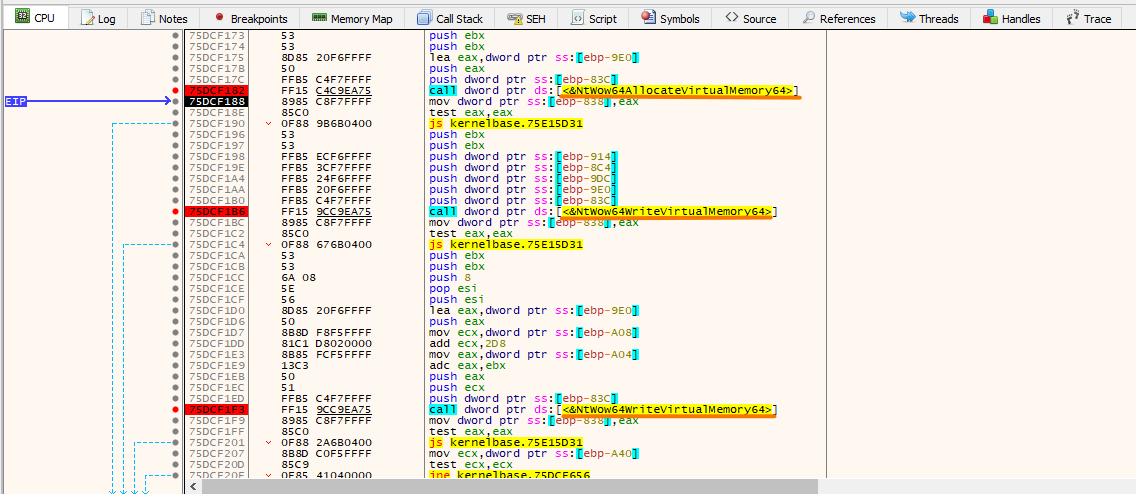 CPU Log Notes Breakpoints Memory Map Call Stack SEH Script Symbols Source References Threads Handles Trace
75DCF173 53 push ebx
75DCF174 53 push ebx
75DCF175 8D85 20F6FFFF lea eax,dword ptr ss:[ebp-9E0]
75DCF17B 50 push eax
75DCF17C FFB5 C4F7FFFF push dword ptr ss:[ebp-83C]
75DCF182 FF15 C4C9EA75 call dword ptr ds:[<&NtWow64AllocateVirtualMemory64>]
EIP 75DCF188 8985 C8F7FFFF mov dword ptr ss:[ebp-838],eax
75DCF18E 85C0 test eax,eax
75DCF190 0F88 9B6B0400 js kernelbase.75E15D31
75DCF196 53 push ebx
75DCF197 53 push ebx
75DCF198 FFB5 ECF6FFFF push dword ptr ss:[ebp-914]
75DCF19E FFB5 3CF7FFFF push dword ptr ss:[ebp-8C4]
75DCF1A4 FFB5 24F6FFFF push dword ptr ss:[ebp-9DC]
75DCF1AA FFB5 20F6FFFF push dword ptr ss:[ebp-9E0]
75DCF1B0 FFB5 C4F7FFFF push dword ptr ss:[ebp-83C]
75DCF1B6 FF15 9CC9EA75 call dword ptr ds:[<&NtWow64WriteVirtualMemory64>]
75DCF1BC 8985 C8F7FFFF mov dword ptr ss:[ebp-838],eax
75DCF1C2 85C0 test eax,eax
75DCF1C4 0F88 676B0400 js kernelbase.75E15D31
75DCF1CA 53 push ebx
75DCF1CB 53 push ebx
75DCF1CC 6A 08 push 8
75DCF1CE 5E pop esi
75DCF1CF 56 push esi
75DCF1D0 8D85 20F6FFFF lea eax,dword ptr ss:[ebp-9E0]
75DCF1D6 50 push eax
75DCF1D7 8B8D F8F5FFFF mov ecx,dword ptr ss:[ebp-A08]
75DCF1DD 81C1 D8020000 add ecx,2D8
75DCF1E3 8B85 FCF5FFFF mov eax,dword ptr ss:[ebp-A04]
75DCF1E9 13C3 adc eax,ebx
75DCF1EB 50 push eax
75DCF1EC 51 push ecx
75DCF1ED FFB5 C4F7FFFF push dword ptr ss:[ebp-83C]
75DCF1F3 FF15 9CC9EA75 call dword ptr ds:[<&NtWow64WriteVirtualMemory64>]
75DCF1F9 8985 C8F7FFFF mov dword ptr ss:[ebp-838],eax
75DCF1FF 85C0 test eax,eax
75DCF201 0F88 2A6B0400 js kernelbase.75E15D31
75DCF207 8B8D C0F5FFFF mov ecx,dword ptr ss:[ebp-A40]
75DCF20D 85C9 test ecx,ecx
75DCF20F 0F85 41040000 jne kernelbase.75DCF656